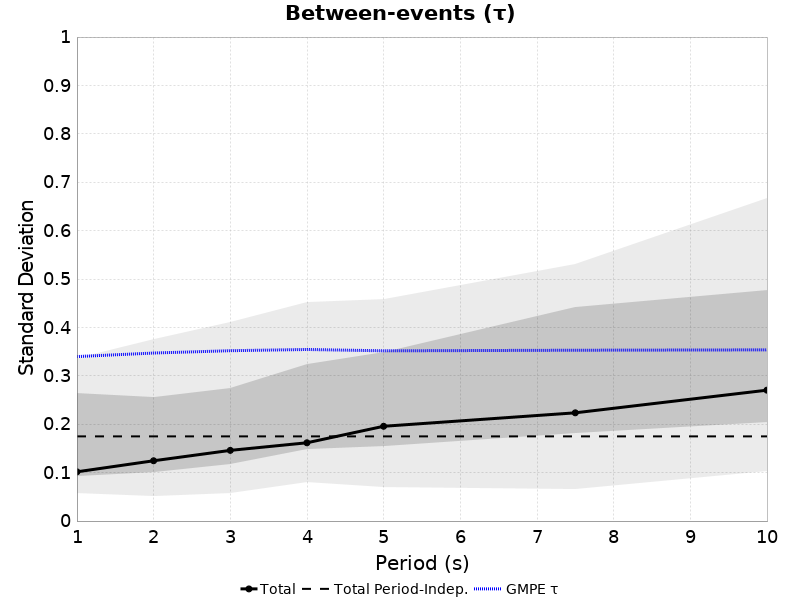 Between-events (τ)
1
0.9
0.8
0.7
0.6
0.5
0.4
0.3
0.2
0.1
0
Standard Deviation
1 2 3 4 5 6 7 8 9 10
Period (s)
Total Total Period-Indep. GMPE τ